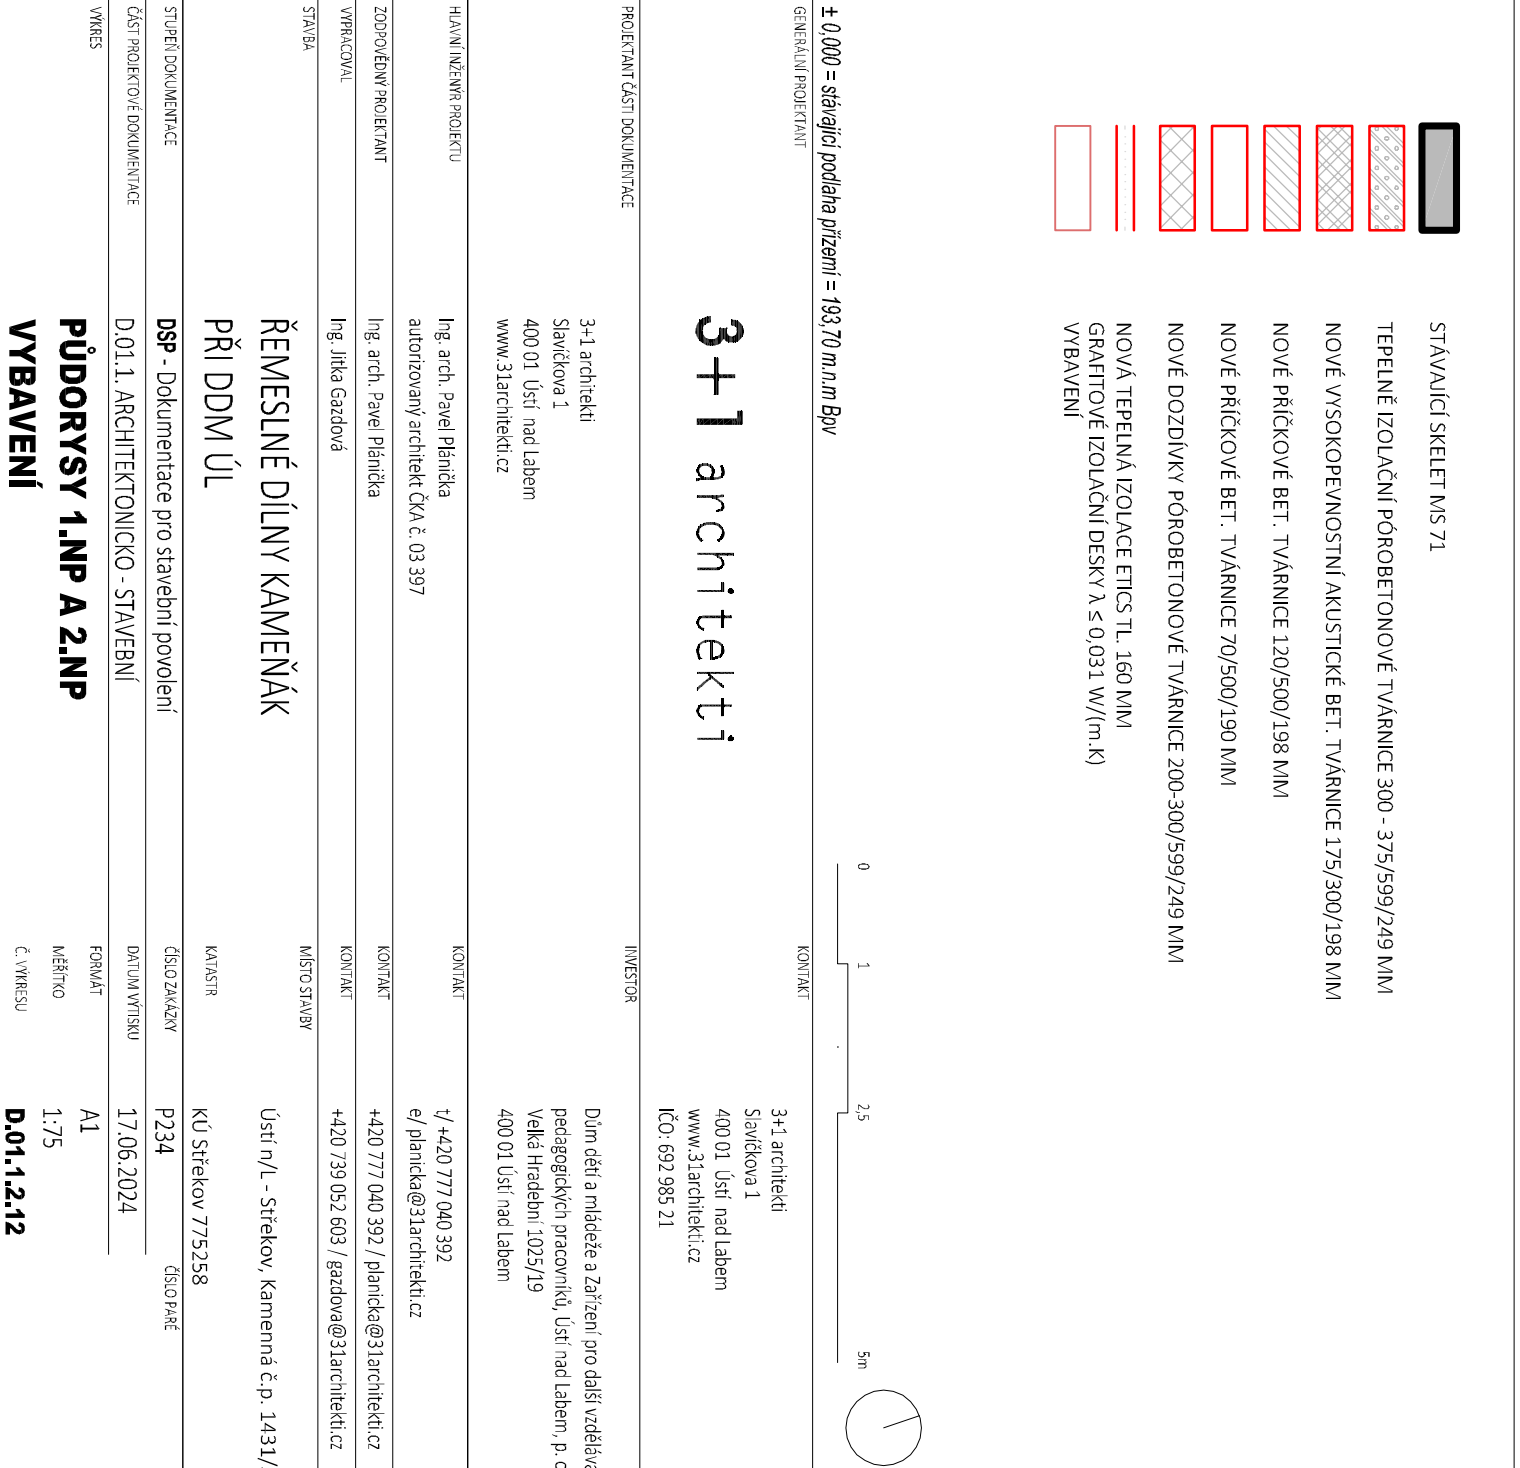 STÁVAJÍCÍ SKELET MS 71
TEPELNĚ IZOLAČNÍ PÓROBETONOVÉ TVÁRNICE 300 - 375/599/249 MM
NOVÉ VYSOKOPEVNOSTNÍ AKUSTICKÉ BET. TVÁRNICE 175/300/198 MM
NOVÉ PŘÍČKOVÉ BET. TVÁRNICE 120/500/198 MM
NOVÉ PŘÍČKOVÉ BET. TVÁRNICE 70/500/190 MM
NOVÉ DOZDÍVKY PÓROBETONOVÉ TVÁRNICE 200-300/599/249 MM
NOVÁ TEPELNÁ IZOLACE ETICS TL. 160 MM
GRAFITOVÉ IZOLAČNÍ DESKY λ ≤ 0,031 W/(m.K)
VYBAVENÍ
0 1 2,5 5m
± 0,000 = stávající podlaha přízemí = 193,70 m.n.m Bpv
GENERÁLNÍ PROJEKTANT
3+1 architekti
KONTAKT
3+1 architekti
Slavíčkova 1
400 01 Ústí nad Labem
www.31architekti.cz
IČO: 692 985 21
PROJEKTANT ČÁSTI DOKUMENTACE
3+1 architekti
Slavíčkova 1
400 01 Ústí nad Labem
www.31architekti.cz
INVESTOR
Dům dětí a mládeže a Zařízení pro další
pedagogických pracovníků, Ústí nad Labem, p.
Velká Hradební 1025/19
400 01 Ústí nad Labem
HLAVNÍ INŽENÝR PROJEKTU
Ing. arch. Pavel Plánička
autorizovaný architekt ČKA č. 03 397
KONTAKT
t/ +420 777 040 392
e/ planicka@31architekti.cz
ZODPOVĚDNÝ PROJEKTANT
Ing. arch. Pavel Plánička
KONTAKT
+420 777 040 392 / planicka@31architekti.cz
VYPRACOVAL
Ing. Jitka Gazdová
KONTAKT
+420 739 052 603 / gazdova@31architekti.cz
STAVBA
ŘEMESLNÉ DÍLNY KAMEŇÁK
PŘI DDM ÚL
MÍSTO STAVBY
Ústí n/L - Střekov, Kamenná č.p. 1431/
KATASTR
KÚ Střekov 775258
STUPEŇ DOKUMENTACE
DSP - Dokumentace pro stavební povolení
ČÍSLO ZAKÁZKY
P234
ČÍSLO PARÉ
ČÁST PROJEKTOVÉ DOKUMENTACE
D.01.1. ARCHITEKTONICKO - STAVEBNÍ
DATUM VÝTISKU
17.06.2024
VÝKRES
PŮDORYSY 1.NP A 2.NP
VYBAVENÍ
FORMÁT
A1
MĚŘÍTKO
1:75
Č. VÝKRESU
D.01.1.2.12